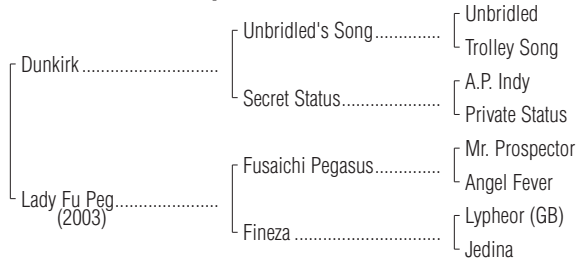 Unbridled
Unbridled's Song..............
Trolley Song
Dunkirk.............................
A.P. Indy
Secret Status.....................
Private Status
Mr. Prospector
Fusaichi Pegasus..............
Angel Fever
Lady Fu Peg......................
(2003)
Lypheor (GB)
Fineza ...............................
Jedina